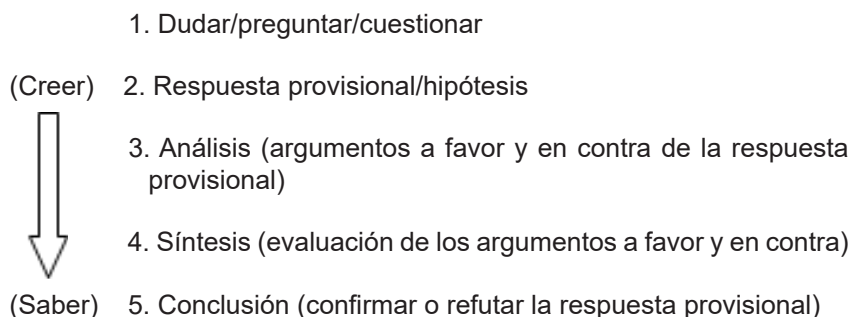 1. Dudar/preguntar/cuestionar
(Creer) 2. Respuesta provisional/hipótesis
3. Análisis (argumentos a favor y en contra de la respuesta
provisional)
4. Síntesis (evaluación de los argumentos a favor y en contra)
(Saber) 5. Conclusión (confirmar o refutar la respuesta provisional)